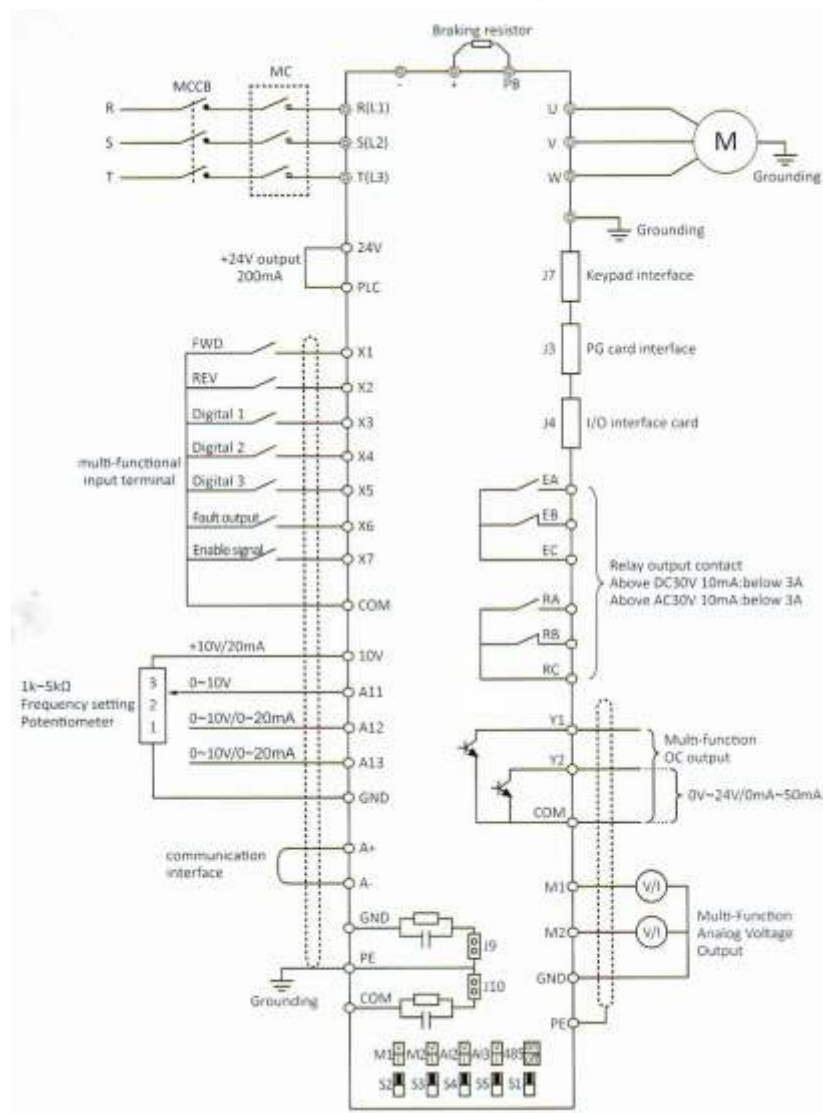 Braking resistor
MCCB
MC
-
+
PB
R
R(L1)
S
S(L2)
T
T(L3)
U
V
W
M
Grounding
Grounding
+24V output
200mA
24V
PLC
J7
Keypad interface
J3
PG card interface
J4
I/O interface card
multi-functional
input terminal
FWD
X1
REV
X2
Digital 1
X3
Digital 2
X4
Digital 3
X5
Fault output
X6
Enable signal
X7
COM
EA
EB
EC
RA
RB
RC
Relay output contact
Above DC30V 10mA:below 3A
Above AC30V 10mA:below 3A
1k~5kΩ
Frequency setting
Potentiometer
3
2
1
+10V/20mA
10V
0~10V
A11
0~10V/0~20mA
A12
0~10V/0~20mA
A13
GND
Y1
Y2
COM
Multi-function
OC output
0V~24V/0mA~50mA
communication
interface
A+
A-
M1
V/I
M2
V/I
GND
PE
Multi-Function
Analog Voltage
Output
GND
J9
PE
Grounding
J10
COM
M1 M2 AI2 AI3 485
S2 S3 S4 S5 S1